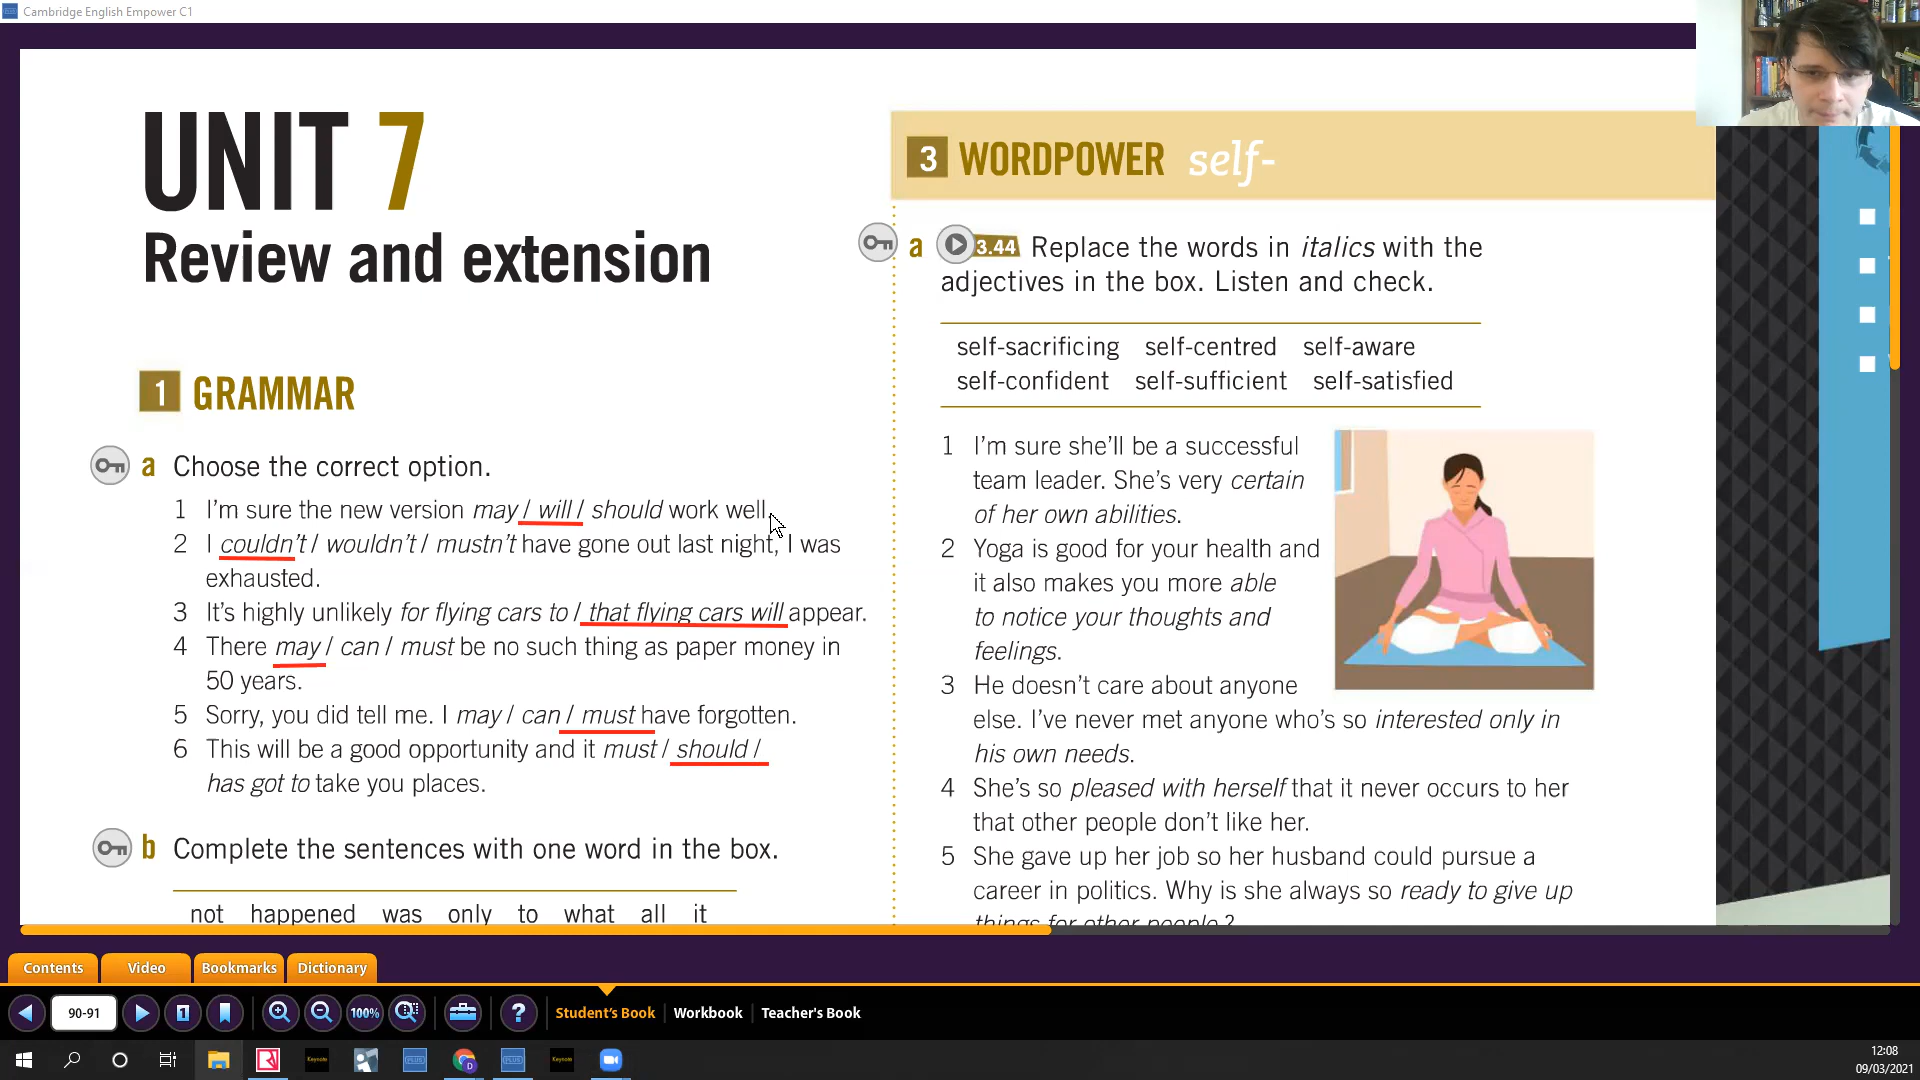 Cambridge English Empower C1
UNIT 7
Review and extension
1 GRAMMAR
a Choose the correct option.
1 I'm sure the new version may / will / should work well.
2 I couldn't / wouldn't / mustn't have gone out last night, I was
exhausted.
3 It's highly unlikely for flying cars to / that flying cars will appear.
4 There may / can / must be no such thing as paper money in
50 years.
5 Sorry, you did tell me. I may / can / must have forgotten.
6 This will be a good opportunity and it must / should /
has got to take you places.
b Complete the sentences with one word in the box.
not happened was only to what all it
3 WORDPOWER self-
a 3.44 Replace the words in italics with the
adjectives in the box. Listen and check.
self-sacrificing self-centred self-aware
self-confident self-sufficient self-satisfied
1 I'm sure she'll be a successful
team leader. She's very certain
of her own abilities.
2 Yoga is good for your health and
it also makes you more able
to notice your thoughts and
feelings.
3 He doesn't care about anyone
else. I've never met anyone who's so interested only in
his own needs.
4 She's so pleased with herself that it never occurs to her
that other people don't like her.
5 She gave up her job so her husband could pursue a
career in politics. Why is she always so ready to give up
things for other people?
Contents Video Bookmarks Dictionary
90-91 1 100% ? Student's Book Workbook Teacher's Book
Keynote PLUS PLUS Keynote
12:08
09/03/2021